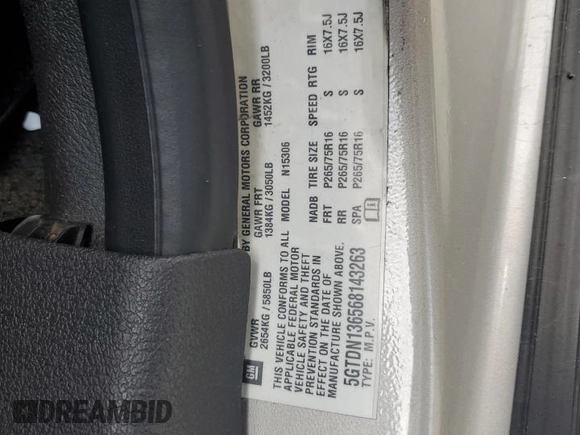 GM
BY GENERAL MOTORS CORPORATION
GVWR GAWR FRT GAWR RR
2654KG / 5850LB 1384KG / 3050LB 1452KG / 3200LB
THIS VEHICLE CONFORMS TO ALL
APPLICABLE FEDERAL MOTOR
VEHICLE SAFETY AND THEFT
PREVENTION STANDARDS IN
EFFECT ON THE DATE OF
MANUFACTURE SHOWN ABOVE.
MODEL N15306
NADB TIRE SIZE SPEED RTG RIM
FRT P265/75R16 S 16X7.5J
RR P265/75R16 S 16X7.5J
SPA P265/75R16 S 16X7.5J
5GTDN136568143263
TYPE: M.P.V.
DREAMBID